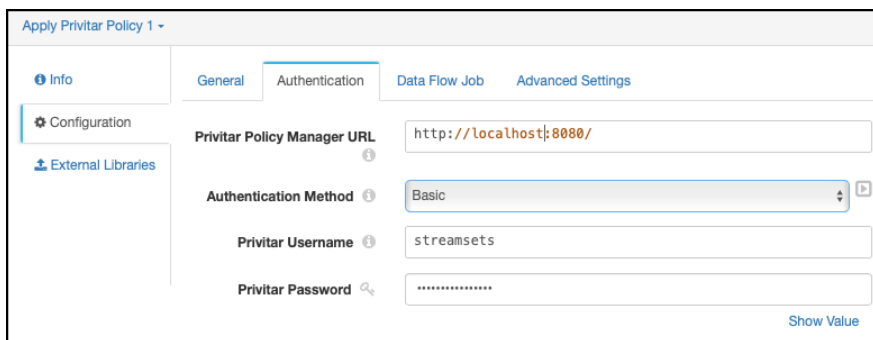 Apply Privitar Policy 1
Info
General Authentication Data Flow Job Advanced Settings
Configuration
Privitar Policy Manager URL http://localhost:8080/
External Libraries
Authentication Method Basic
Privitar Username streamsets
Privitar Password ················
Show Value